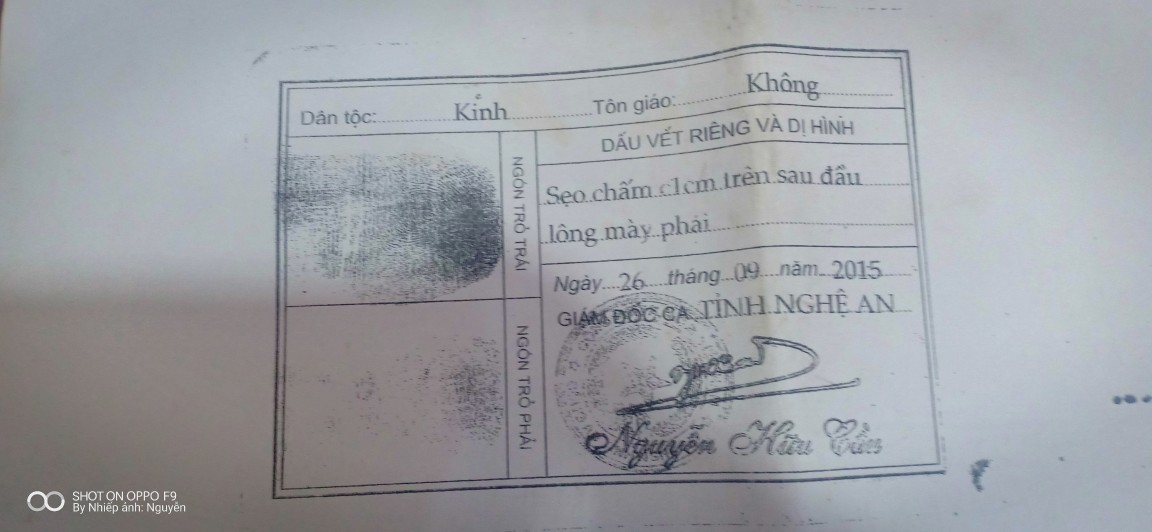 Dân tộc: Kinh Tôn giáo: Không
DẤU VẾT RIÊNG VÀ DỊ HÌNH
NGÓN TRỎ TRÁI
Sẹo chấm c1cm trên sau đầu
lông mày phải
Ngày 26 tháng 09 năm 2015
GIÁM ĐỐC CA TỈNH NGHỆ AN
NGÓN TRỎ PHẢI
Nguyễn Hữu Cầu
SHOT ON OPPO F9
By Nhiếp ảnh: Nguyên